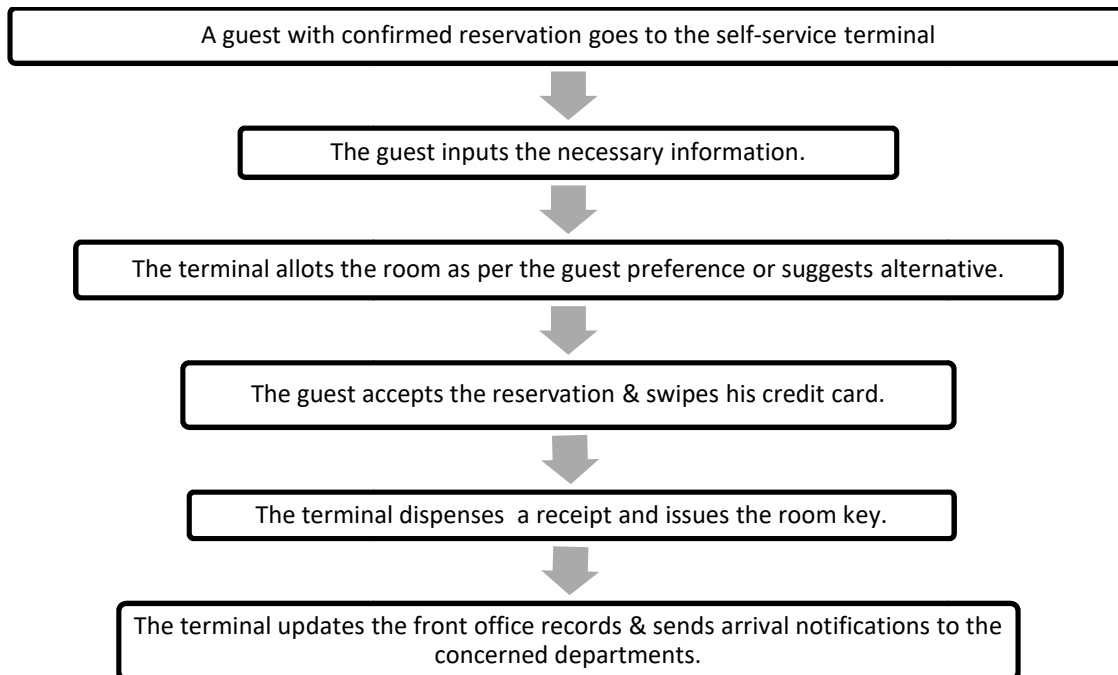 A guest with confirmed reservation goes to the self-service terminal
The guest inputs the necessary information.
The terminal allots the room as per the guest preference or suggests alternative.
The guest accepts the reservation & swipes his credit card.
The terminal dispenses  a receipt and issues the room key.
The terminal updates the front office records & sends arrival notifications to the
concerned departments.